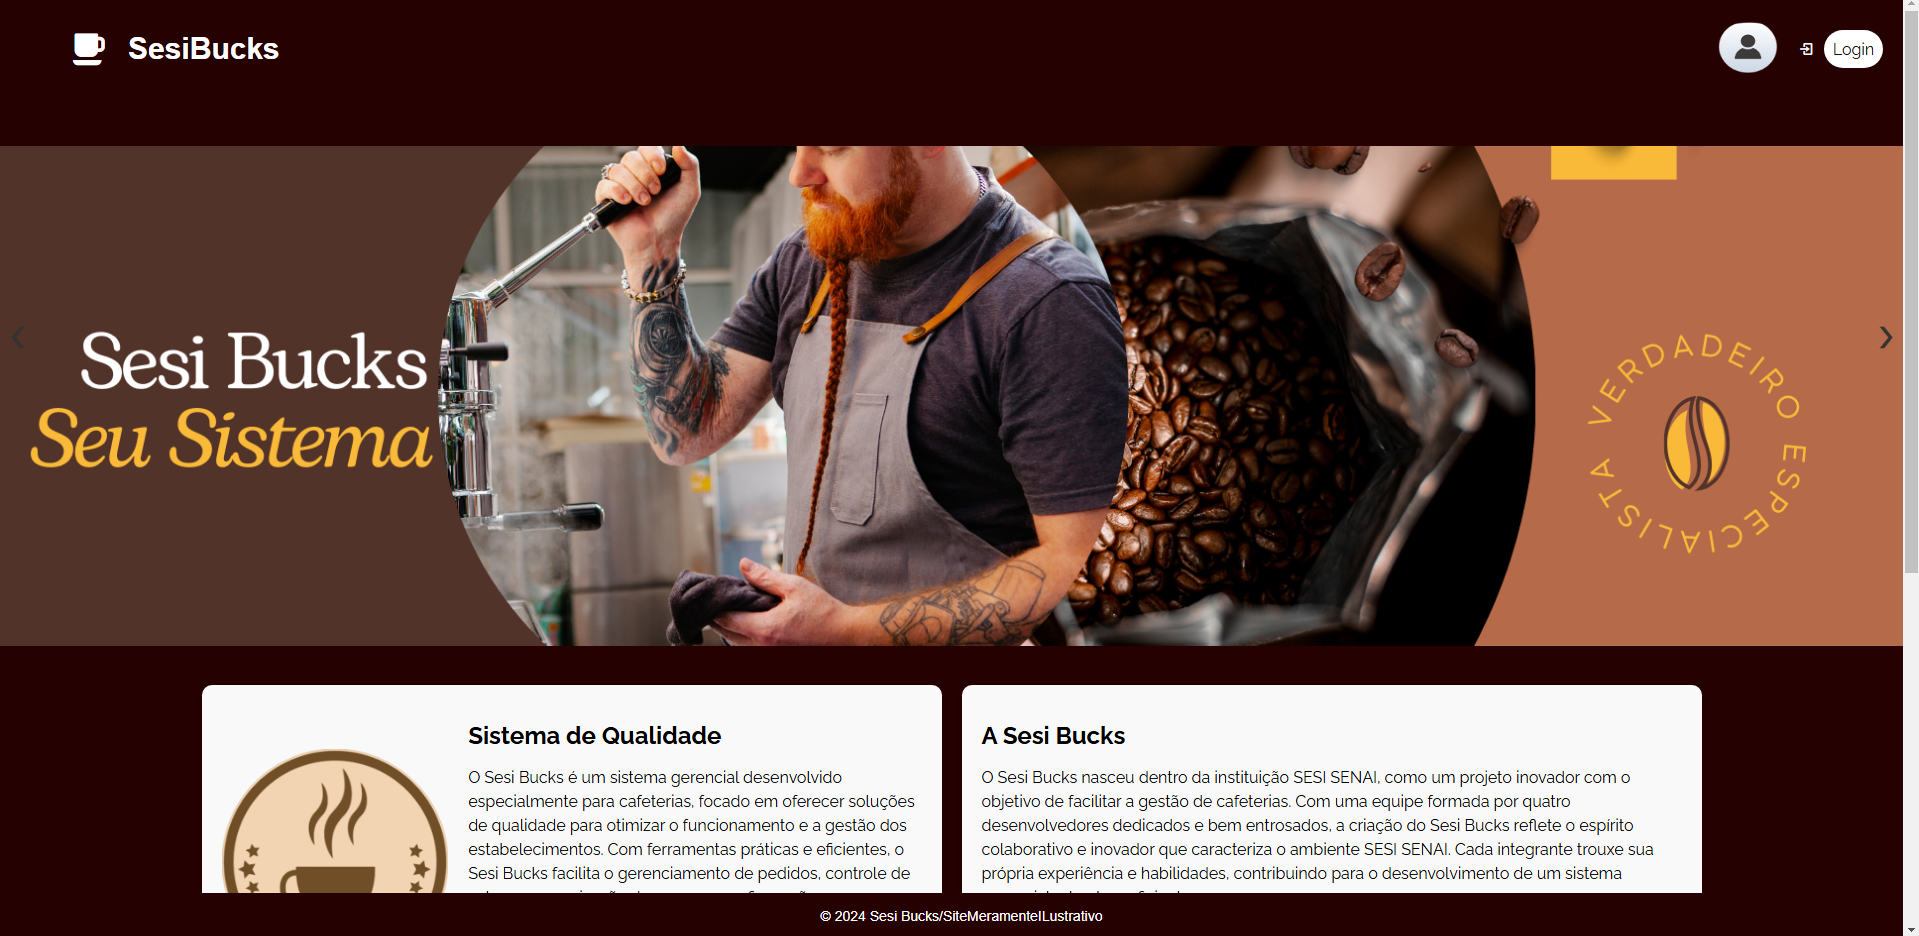 SesiBucks
Login
Sesi Bucks
Seu Sistema
VERDADEIRO ESPECIALISTA
Sistema de Qualidade
O Sesi Bucks é um sistema gerencial desenvolvido
especialmente para cafeterias, focado em oferecer soluções
de qualidade para otimizar o funcionamento e a gestão dos
estabelecimentos. Com ferramentas práticas e eficientes, o
Sesi Bucks facilita o gerenciamento de pedidos, controle de
A Sesi Bucks
O Sesi Bucks nasceu dentro da instituição SESI SENAI, como um projeto inovador com o
objetivo de facilitar a gestão de cafeterias. Com uma equipe formada por quatro
desenvolvedores dedicados e bem entrosados, a criação do Sesi Bucks reflete o espírito
colaborativo e inovador que caracteriza o ambiente SESI SENAI. Cada integrante trouxe sua
própria experiência e habilidades, contribuindo para o desenvolvimento de um sistema
© 2024 Sesi Bucks/SiteMeramenteILustrativo